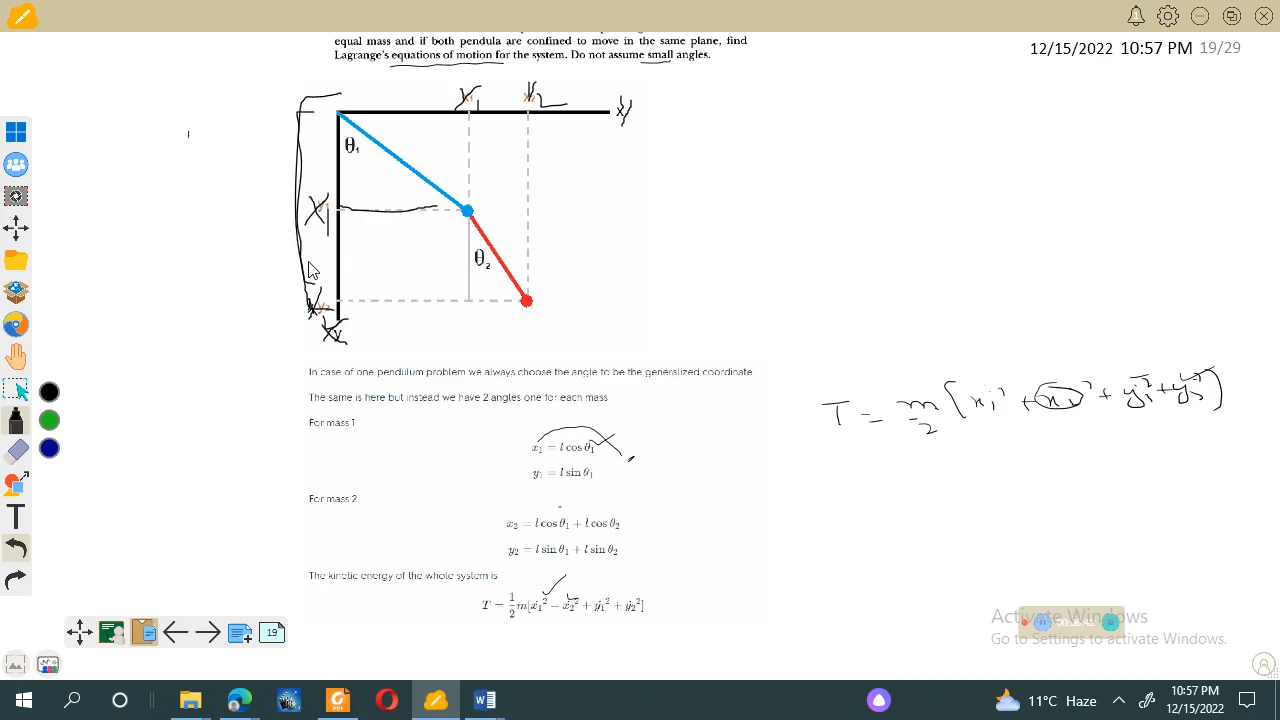 12/15/2022 10:57 PM 19/29
equal mass and if both pendula are confined to move in the same plane, find
Lagrange's equations of motion for the system. Do not assume small angles.
x
θ₁
θ₂
y
In case of one pendulum problem we always choose the angle to be the generalized coordinate
The same is here but instead we have 2 angles one for each mass
For mass 1
x₁ = l cos θ₁
y₁ = l sin θ₁
For mass 2
x₂ = l cos θ₁ + l cos θ₂
y₂ = l sin θ₁ + l sin θ₂
The kinetic energy of the whole system is
T = 1/2 m[ẋ₁² + ẋ₂² + ẏ₁² + ẏ₂²]
T = m/2
T
19
Activate Windows
Go to Settings to activate Windows.
11°C Haze
10:57 PM
12/15/2022